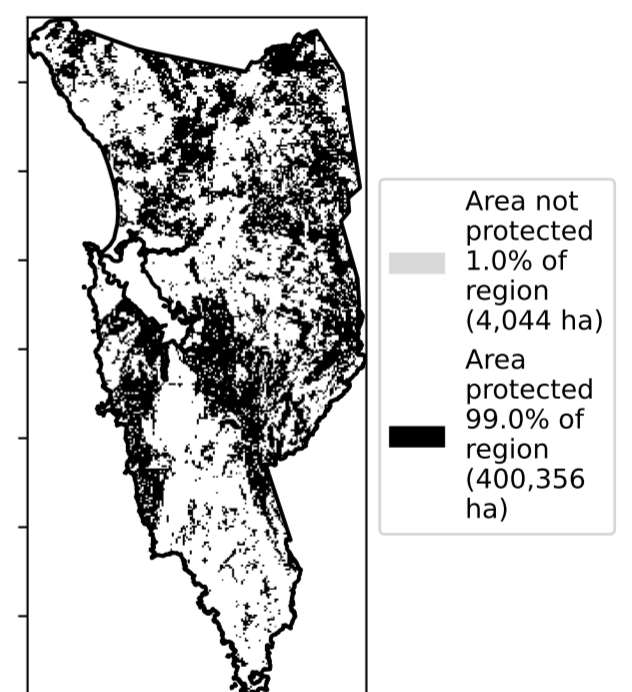 Area not
protected
1.0% of
region
(4,044 ha)
Area
protected
99.0% of
region
(400,356
ha)